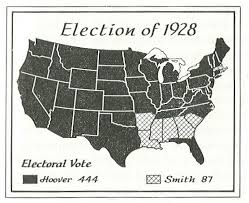 Election of 1928
Electoral Vote
Hoover 444
Smith 87